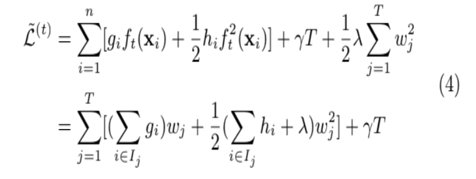 $\tilde{\mathcal{L}}^{(t)} = \sum_{i=1}^{n} [g_i f_t(\mathbf{x}_i) + \frac{1}{2} h_i f_t^2(\mathbf{x}_i)] + \gamma T + \frac{1}{2} \lambda \sum_{j=1}^{T} w_j^2$
$= \sum_{j=1}^{T} [(\sum_{i \in I_j} g_i) w_j + \frac{1}{2} (\sum_{i \in I_j} h_i + \lambda) w_j^2] + \gamma T$ (4)